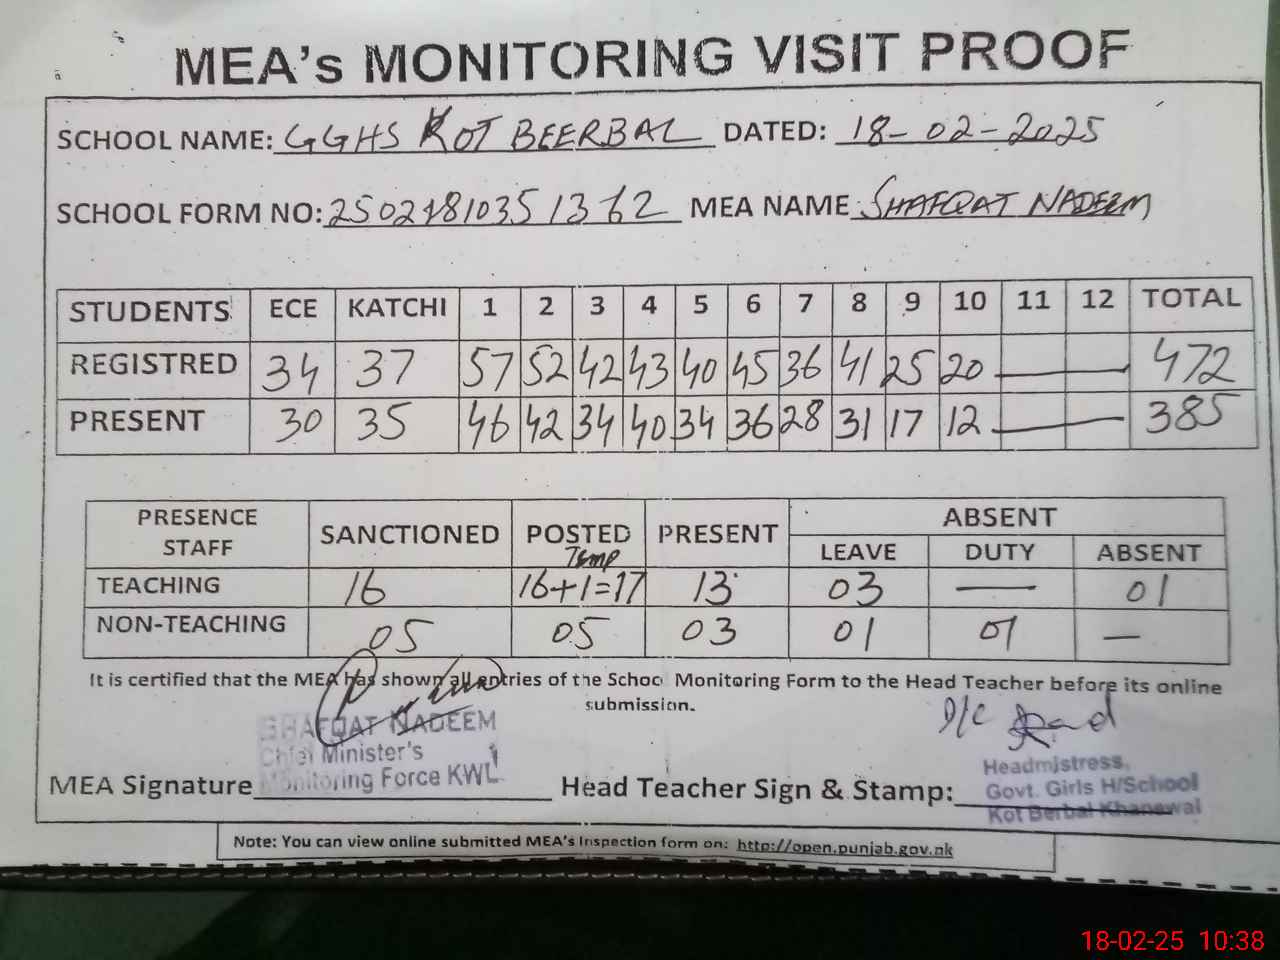 MEA's MONITORING VISIT PROOF
SCHOOL NAME: GGHS KOT BEERBAL DATED: 18-02-2025
SCHOOL FORM NO: 25021810351362 MEA NAME SHAFQAT NADEEM
STUDENTS ECE KATCHI 1 2 3 4 5 6 7 8 9 10 11 12 TOTAL
REGISTRED 34 37 57 52 42 43 40 45 36 41 25 20 — — 472
PRESENT 30 35 46 42 34 40 34 36 28 31 17 12 — — 385
PRESENCE STAFF SANCTIONED POSTED Temp PRESENT ABSENT
LEAVE DUTY ABSENT
TEACHING 16 16+1=17 13 03 — 01
NON-TEACHING 05 05 03 01 01 —
It is certified that the MEA has shown all entries of the School Monitoring Form to the Head Teacher before its online
submission.
SHAFQAT NADEEM
Chief Minister's
Monitoring Force KWL
MEA Signature
Head Teacher Sign & Stamp:
Headmistress,
Govt. Girls H/School
Kot Berbal Khanewal
Note: You can view online submitted MEA's Inspection form on: http://open.punjab.gov.pk
18-02-25 10:38